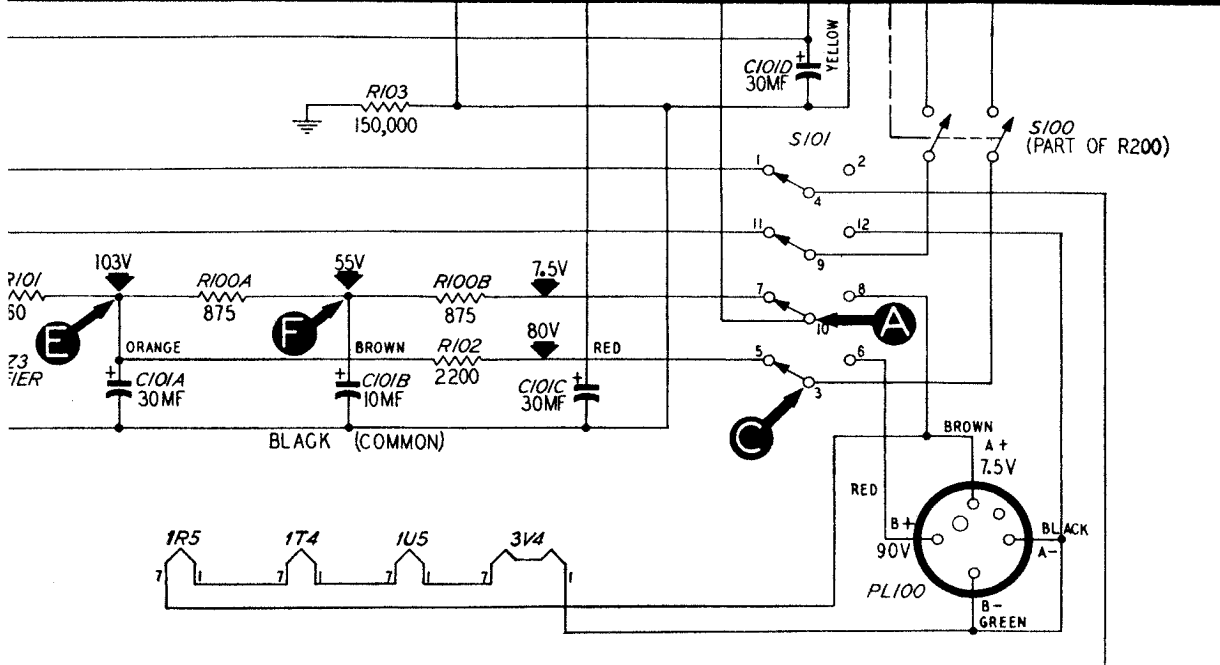 YELLOW
+
C101D
30MF
R103
150,000
S101
S100
(PART OF R200)
1
2
4
11
12
9
103V
55V
7.5V
R100A
R100B
7
8
875
875
10
A
E
F
80V
ORANGE
BROWN
R102
RED
5
6
2200
+
C101A
30MF
+
C101B
10MF
C101C
30MF
+
3
C
BLACK (COMMON)
BROWN
A+
7.5V
RED
B+
90V
BLACK
A-
PL100
B-
GREEN
1R5
1T4
1U5
3V4
7
1
7
1
7
1
7
1